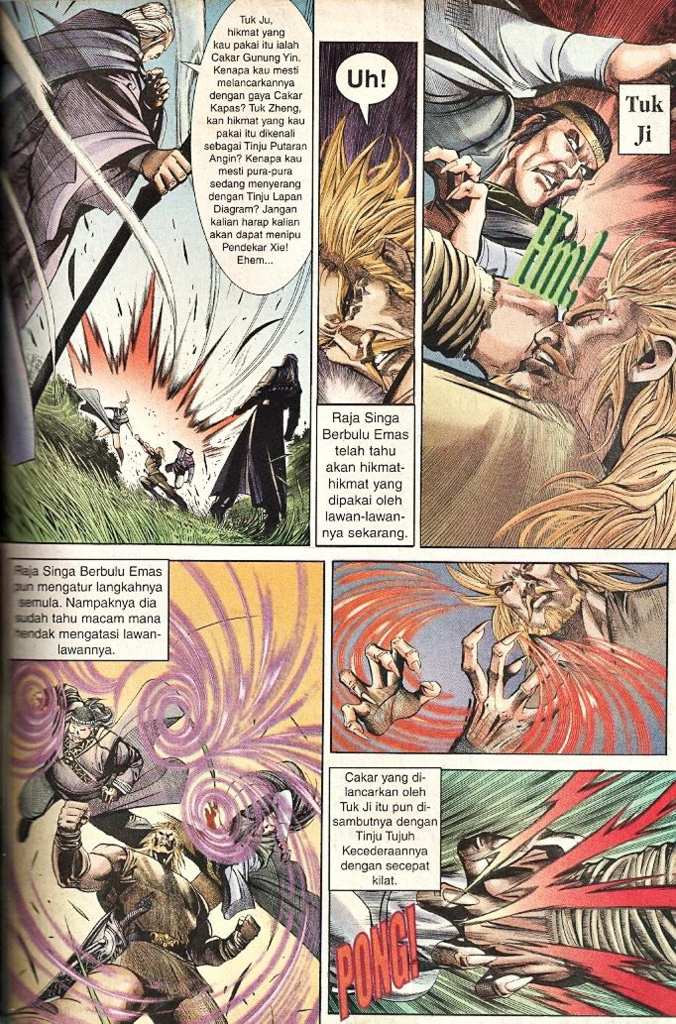 Tuk Ju,
hikmat yang
kau pakai itu ialah
Cakar Gunung Yin.
Kenapa kau mesti
melancarkannya
dengan gaya Cakar
Kapas? Tuk Zheng,
kan hikmat yang kau
pakai itu dikenali
sebagai Tinju Putaran
Angin? Kenapa kau
mesti pura-pura
sedang menyerang
dengan Tinju Lapan
Diagram? Jangan
kalian harap kalian
akan dapat menipu
Pendekar Xie!
Ehem...
Uh!
Raja Singa
Berbulu Emas
telah tahu
akan hikmat-
hikmat yang
dipakai oleh
lawan-lawan-
nya sekarang.
Tuk
Ji
Hm!
Raja Singa Berbulu Emas
pun mengatur langkahnya
semula. Nampaknya dia
sudah tahu macam mana
hendak mengatasi lawan-
lawannya.
Cakar yang di-
lancarkan oleh
Tuk Ji itu pun di-
sambutnya dengan
Tinju Tujuh
Kecederaannya
dengan secepat
kilat.
PONG!